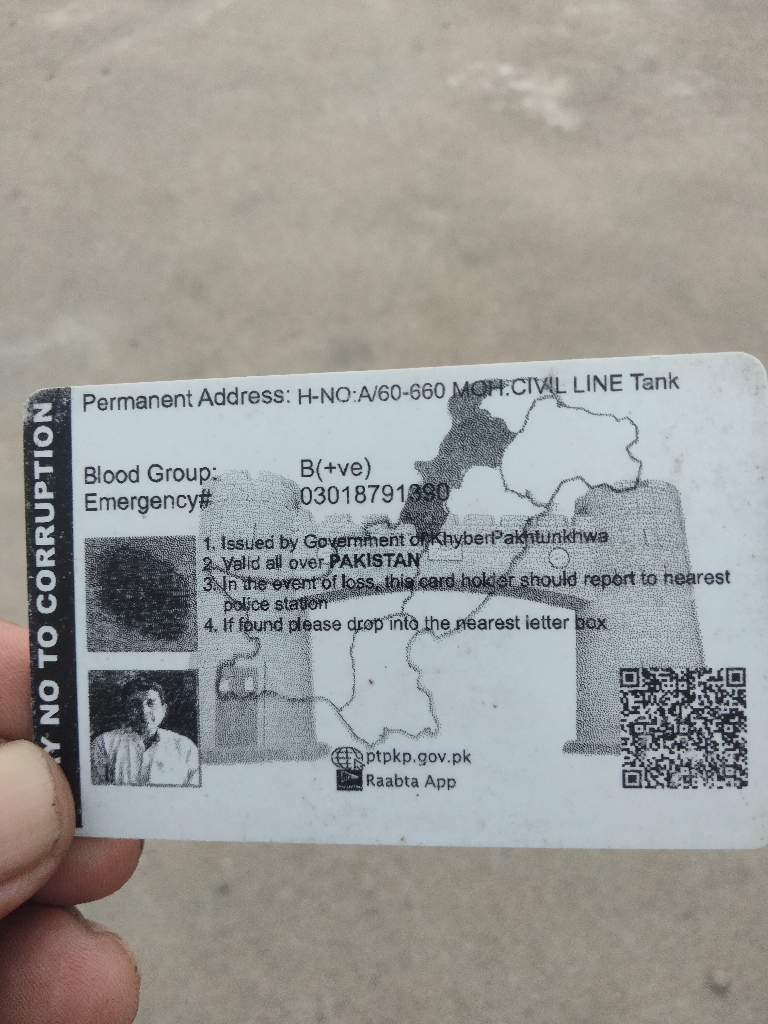 Y NO TO CORRUPTION
Permanent Address: H-NO:A/60-660 MOH:CIVIL LINE Tank
Blood Group: B(+ve)
Emergency# 03018791390
1. Issued by Government of KhyberPakhtunkhwa
2. Valid all over PAKISTAN
3. In the event of loss, this card holder should report to nearest
police station
4. If found please drop into the nearest letter box
ptpkp.gov.pk
Raabta App